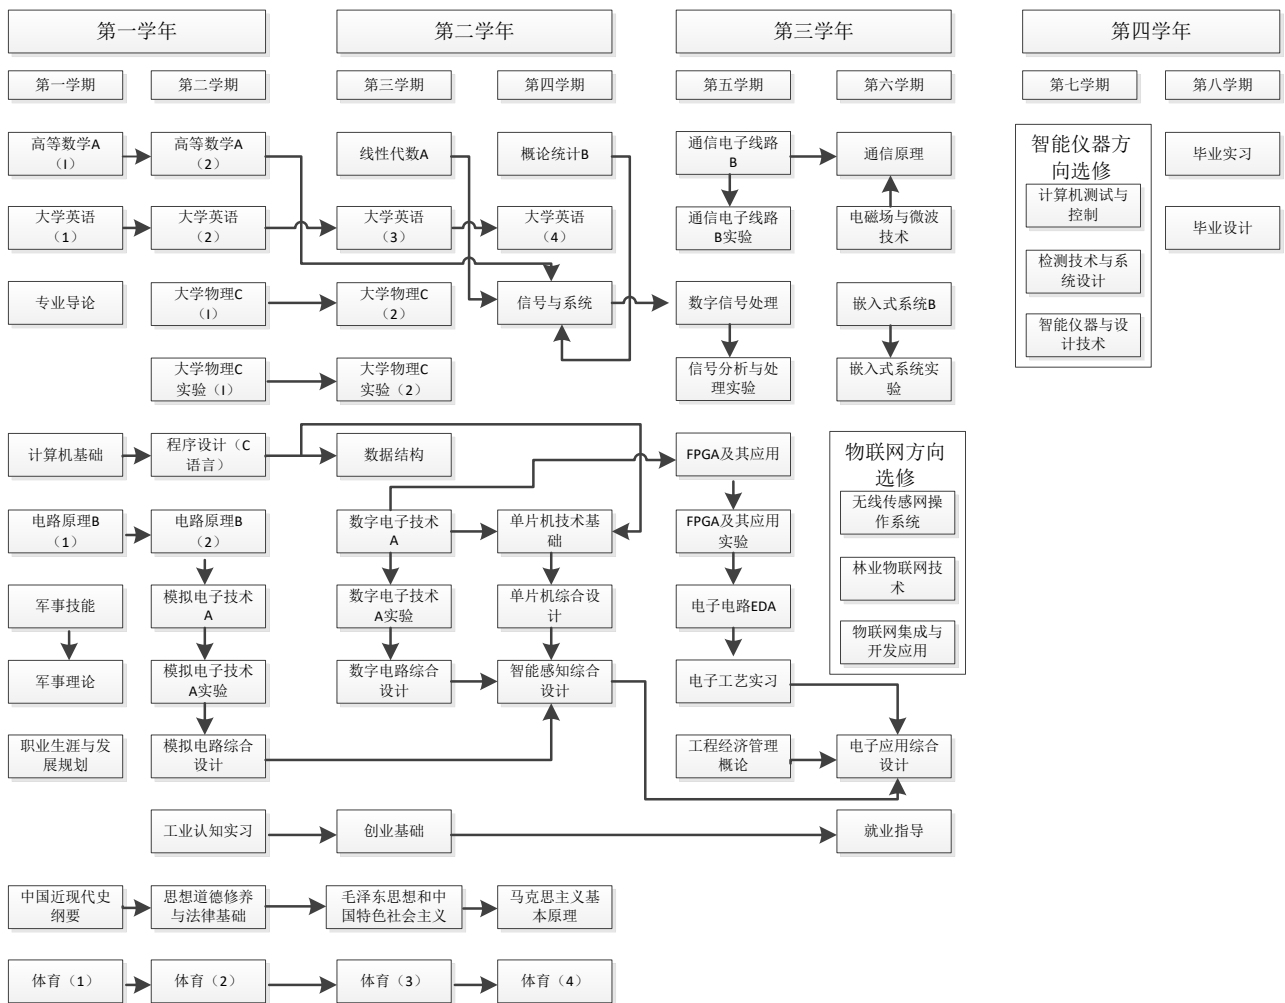 第一学年
第二学年
第三学年
第四学年
第一学期
第二学期
第三学期
第四学期
第五学期
第六学期
第七学期
第八学期
高等数学A
（I）
高等数学A
（2）
线性代数A
概论统计B
通信电子线路
B
通信原理
智能仪器方
向选修
计算机测试与
控制
检测技术与系
统设计
智能仪器与设
计技术
毕业实习
大学英语
（1）
大学英语
（2）
大学英语
（3）
大学英语
（4）
通信电子线路
B实验
电磁场与微波
技术
毕业设计
专业导论
大学物理C
（I）
大学物理C
（2）
信号与系统
数字信号处理
嵌入式系统B
大学物理C
实验（I）
大学物理C
实验（2）
信号分析与处
理实验
嵌入式系统实
验
计算机基础
程序设计（C
语言）
数据结构
FPGA及其应用
物联网方向
选修
无线传感网操
作系统
林业物联网技
术
物联网集成与
开发应用
电路原理B
（1）
电路原理B
（2）
数字电子技术
A
单片机技术基
础
FPGA及其应用
实验
军事技能
模拟电子技术
A
数字电子技术
A实验
单片机综合设
计
电子电路EDA
军事理论
模拟电子技术
A实验
数字电路综合
设计
智能感知综合
设计
电子工艺实习
职业生涯与发
展规划
模拟电路综合
设计
工程经济管理
概论
电子应用综合
设计
工业认知实习
创业基础
就业指导
中国近现代史
纲要
思想道德修养
与法律基础
毛泽东思想和中
国特色社会主义
马克思主义基
本原理
体育（1）
体育（2）
体育（3）
体育（4）